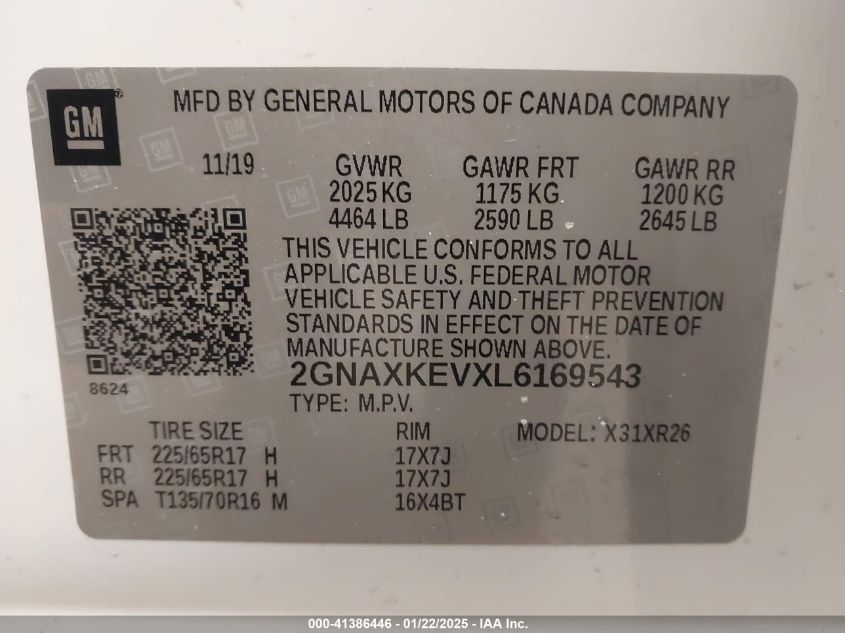 GM
MFD BY GENERAL MOTORS OF CANADA COMPANY
11/19 GVWR GAWR FRT GAWR RR
2025 KG 1175 KG 1200 KG
4464 LB 2590 LB 2645 LB
THIS VEHICLE CONFORMS TO ALL
APPLICABLE U.S. FEDERAL MOTOR
VEHICLE SAFETY AND THEFT PREVENTION
STANDARDS IN EFFECT ON THE DATE OF
MANUFACTURE SHOWN ABOVE.
8624 2GNAXKEVXL6169543
TYPE: M.P.V.
TIRE SIZE RIM MODEL: X31XR26
FRT 225/65R17 H 17X7J
RR 225/65R17 H 17X7J
SPA T135/70R16 M 16X4BT
000-41386446 - 01/22/2025 - IAA Inc.